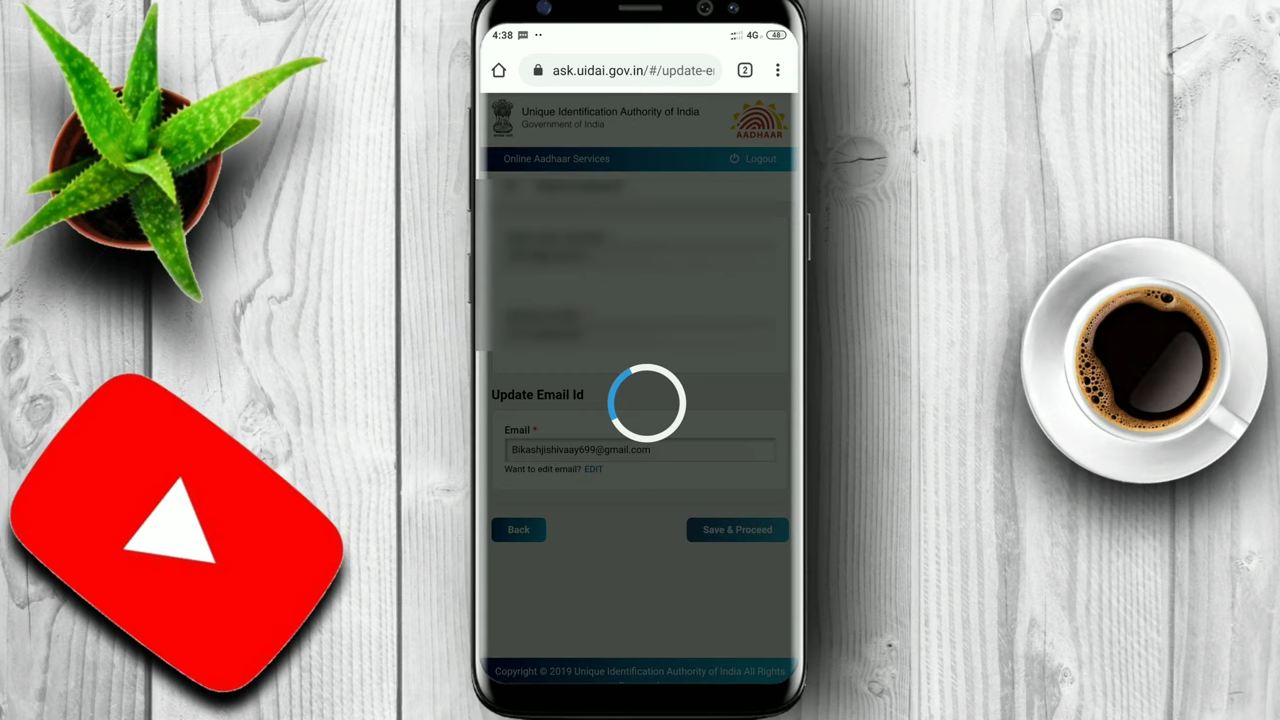 4:38
4G
48
ask.uidai.gov.in/#/update-e
2
Unique Identification Authority of India
Government of India
AADHAAR
Online Aadhaar Services
Logout
Update Email Id
Email *
Bikashjishivaay699@gmail.com
Want to edit email? EDIT
Back
Save & Proceed
Copyright © 2019 Unique Identification Authority of India All Rights